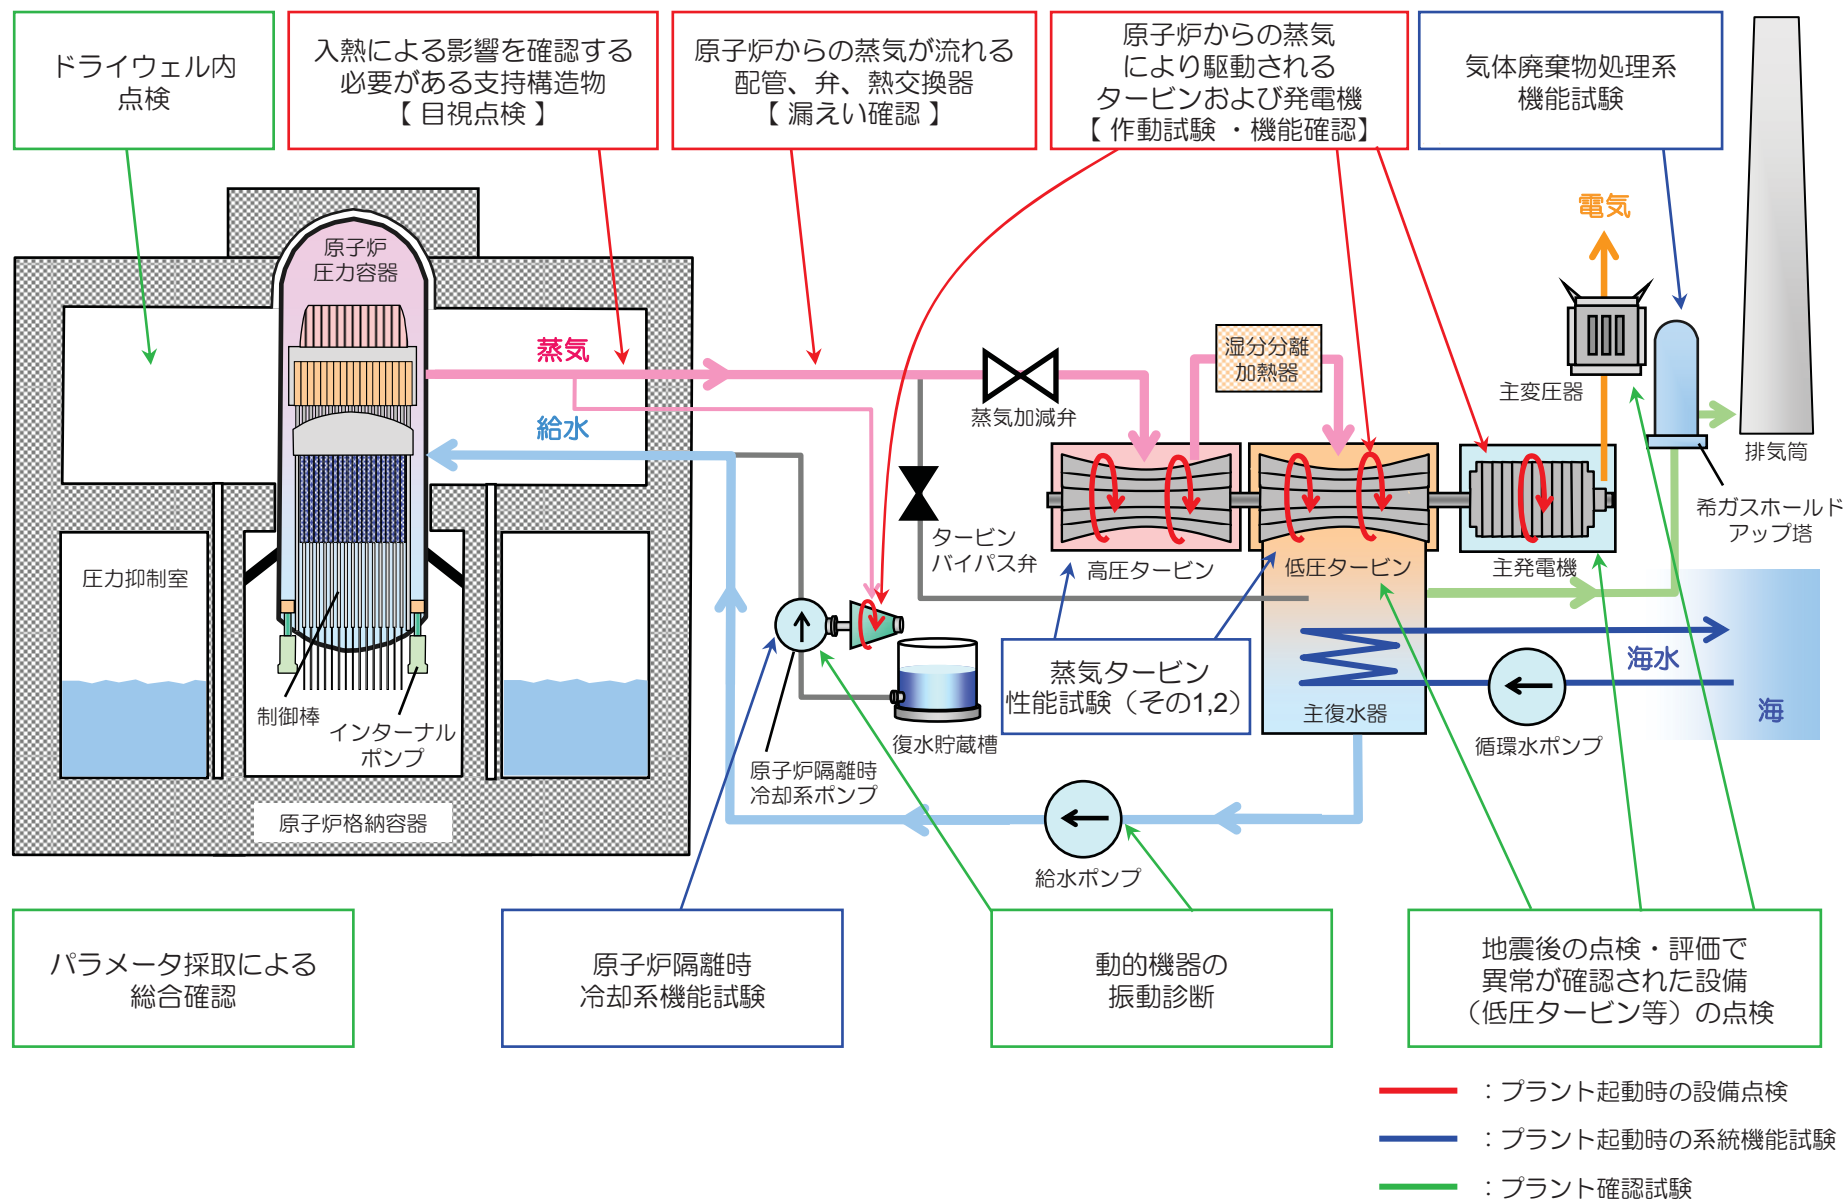 ドライウェル内
点検
入熱による影響を確認する
必要がある支持構造物
【 目視点検 】
原子炉からの蒸気が流れる
配管、弁、熱交換器
【 漏えい確認 】
原子炉からの蒸気
により駆動される
タービンおよび発電機
【 作動試験 ・機能確認】
気体廃棄物処理系
機能試験
電気
原子炉
圧力容器
蒸気
給水
湿分分離
加熱器
蒸気加減弁
主変圧器
排気筒
希ガスホールド
アップ塔
タービン
バイパス弁
高圧タービン
低圧タービン
主発電機
圧力抑制室
制御棒
インターナル
ポンプ
原子炉格納容器
復水貯蔵槽
原子炉隔離時
冷却系ポンプ
蒸気タービン
性能試験（その1,2）
主復水器
海水
海
循環水ポンプ
給水ポンプ
パラメータ採取による
総合確認
原子炉隔離時
冷却系機能試験
動的機器の
振動診断
地震後の点検・評価で
異常が確認された設備
（低圧タービン等）の点検
：プラント起動時の設備点検
：プラント起動時の系統機能試験
：プラント確認試験